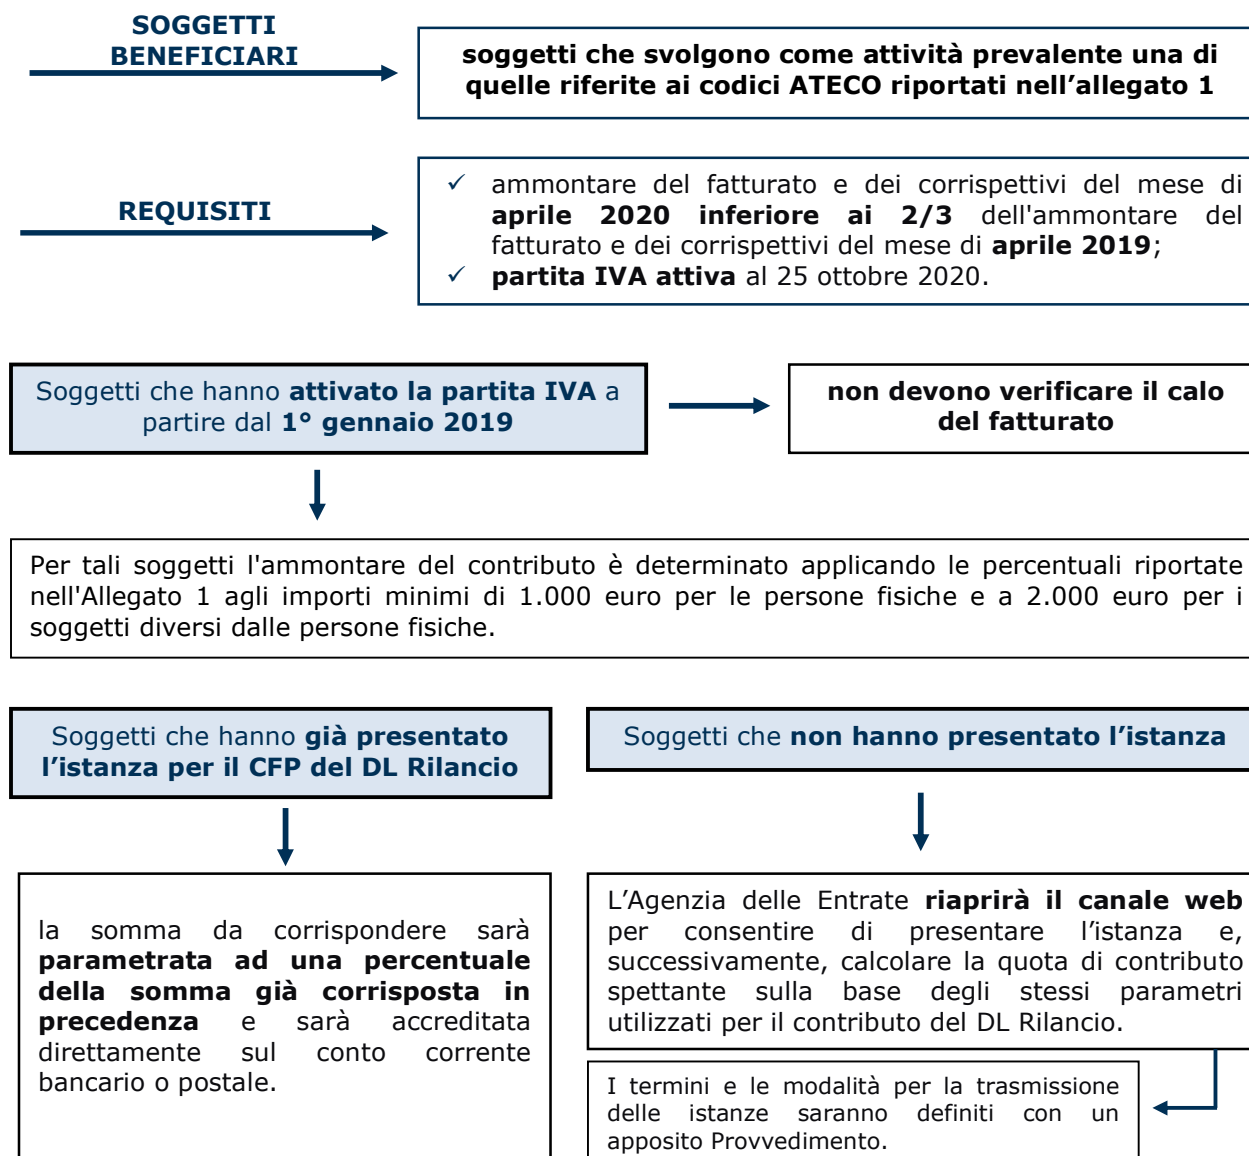 SOGGETTI
BENEFICIARI
soggetti che svolgono come attività prevalente una di
quelle riferite ai codici ATECO riportati nell'allegato 1
REQUISITI
✓ ammontare del fatturato e dei corrispettivi del mese di
aprile 2020 inferiore ai 2/3 dell'ammontare del
fatturato e dei corrispettivi del mese di aprile 2019;
✓ partita IVA attiva al 25 ottobre 2020.
Soggetti che hanno attivato la partita IVA a
partire dal 1° gennaio 2019
non devono verificare il calo
del fatturato
Per tali soggetti l'ammontare del contributo è determinato applicando le percentuali riportate
nell'Allegato 1 agli importi minimi di 1.000 euro per le persone fisiche e a 2.000 euro per i
soggetti diversi dalle persone fisiche.
Soggetti che hanno già presentato
l'istanza per il CFP del DL Rilancio
la somma da corrispondere sarà
parametrata ad una percentuale
della somma già corrisposta in
precedenza e sarà accreditata
direttamente sul conto corrente
bancario o postale.
Soggetti che non hanno presentato l'istanza
L'Agenzia delle Entrate riaprirà il canale web
per consentire di presentare l'istanza e,
successivamente, calcolare la quota di contributo
spettante sulla base degli stessi parametri
utilizzati per il contributo del DL Rilancio.
I termini e le modalità per la trasmissione
delle istanze saranno definiti con un
apposito Provvedimento.